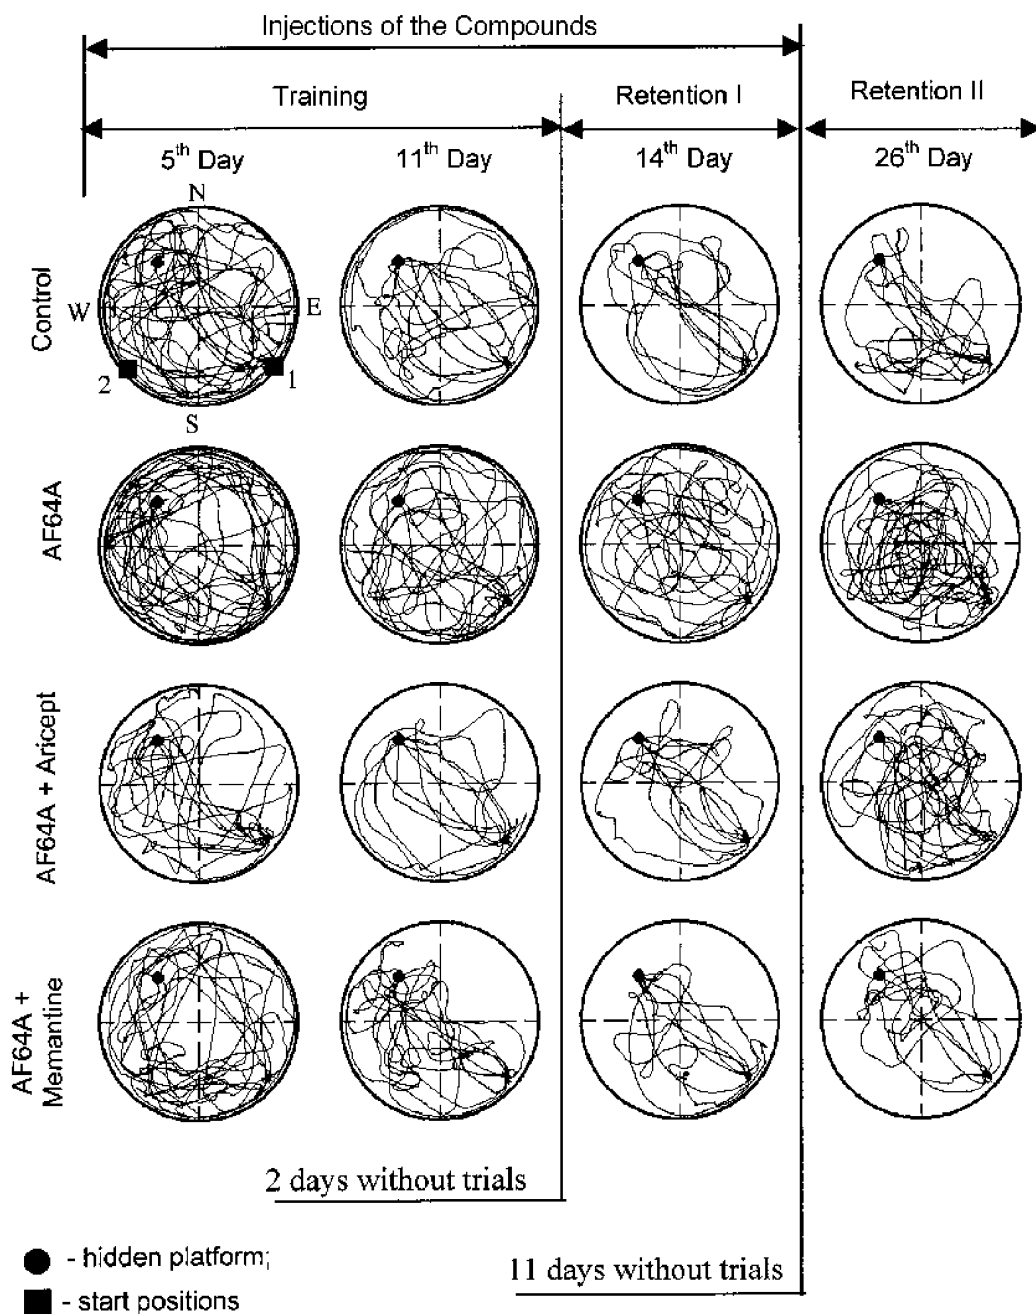 Injections of the Compounds
Training
Retention I
Retention II
5th Day
11th Day
14th Day
26th Day
N
W
E
2
1
S
Control
AF64A
AF64A + Aricept
AF64A +
Memantine
2 days without trials
- hidden platform;
11 days without trials
- start positions